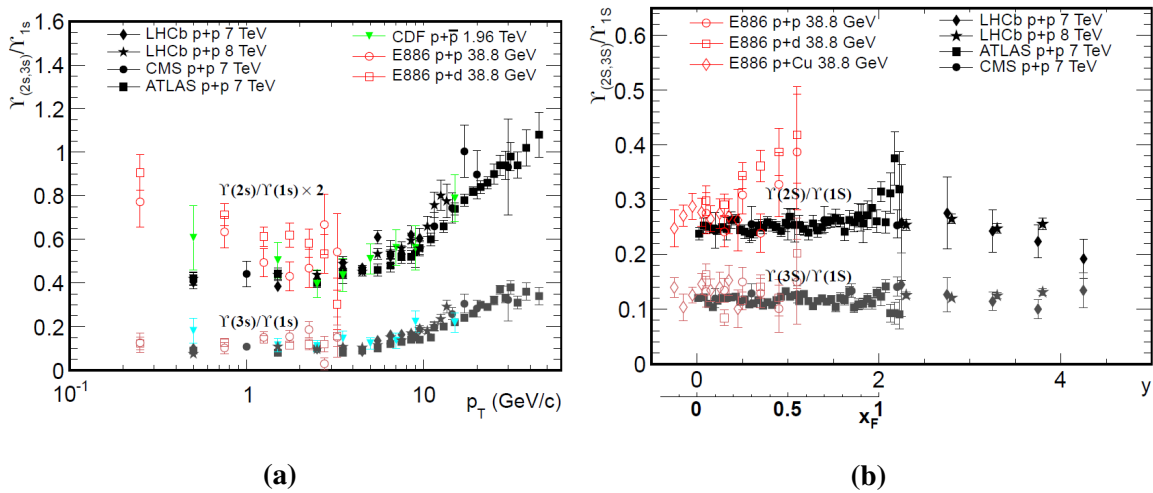 ϒ(2s,3s)/ϒ1s
LHCb p+p 7 TeV
LHCb p+p 8 TeV
CMS p+p 7 TeV
ATLAS p+p 7 TeV
CDF p+p̅ 1.96 TeV
E886 p+p 38.8 GeV
E886 p+d 38.8 GeV
1.6
1.4
1.2
1
0.8
0.6
0.4
0.2
0
ϒ(2s)/ϒ(1s) × 2
ϒ(3s)/ϒ(1s)
10⁻¹
1
10
pT (GeV/c)
(a)
ϒ(2S,3S)/ϒ1S
E886 p+p 38.8 GeV
E886 p+d 38.8 GeV
E886 p+Cu 38.8 GeV
LHCb p+p 7 TeV
LHCb p+p 8 TeV
ATLAS p+p 7 TeV
CMS p+p 7 TeV
0.6
0.5
0.4
0.3
0.2
0.1
0
ϒ(2S)/ϒ(1S)
ϒ(3S)/ϒ(1S)
0
2
4
y
0
0.5
1
xF
(b)